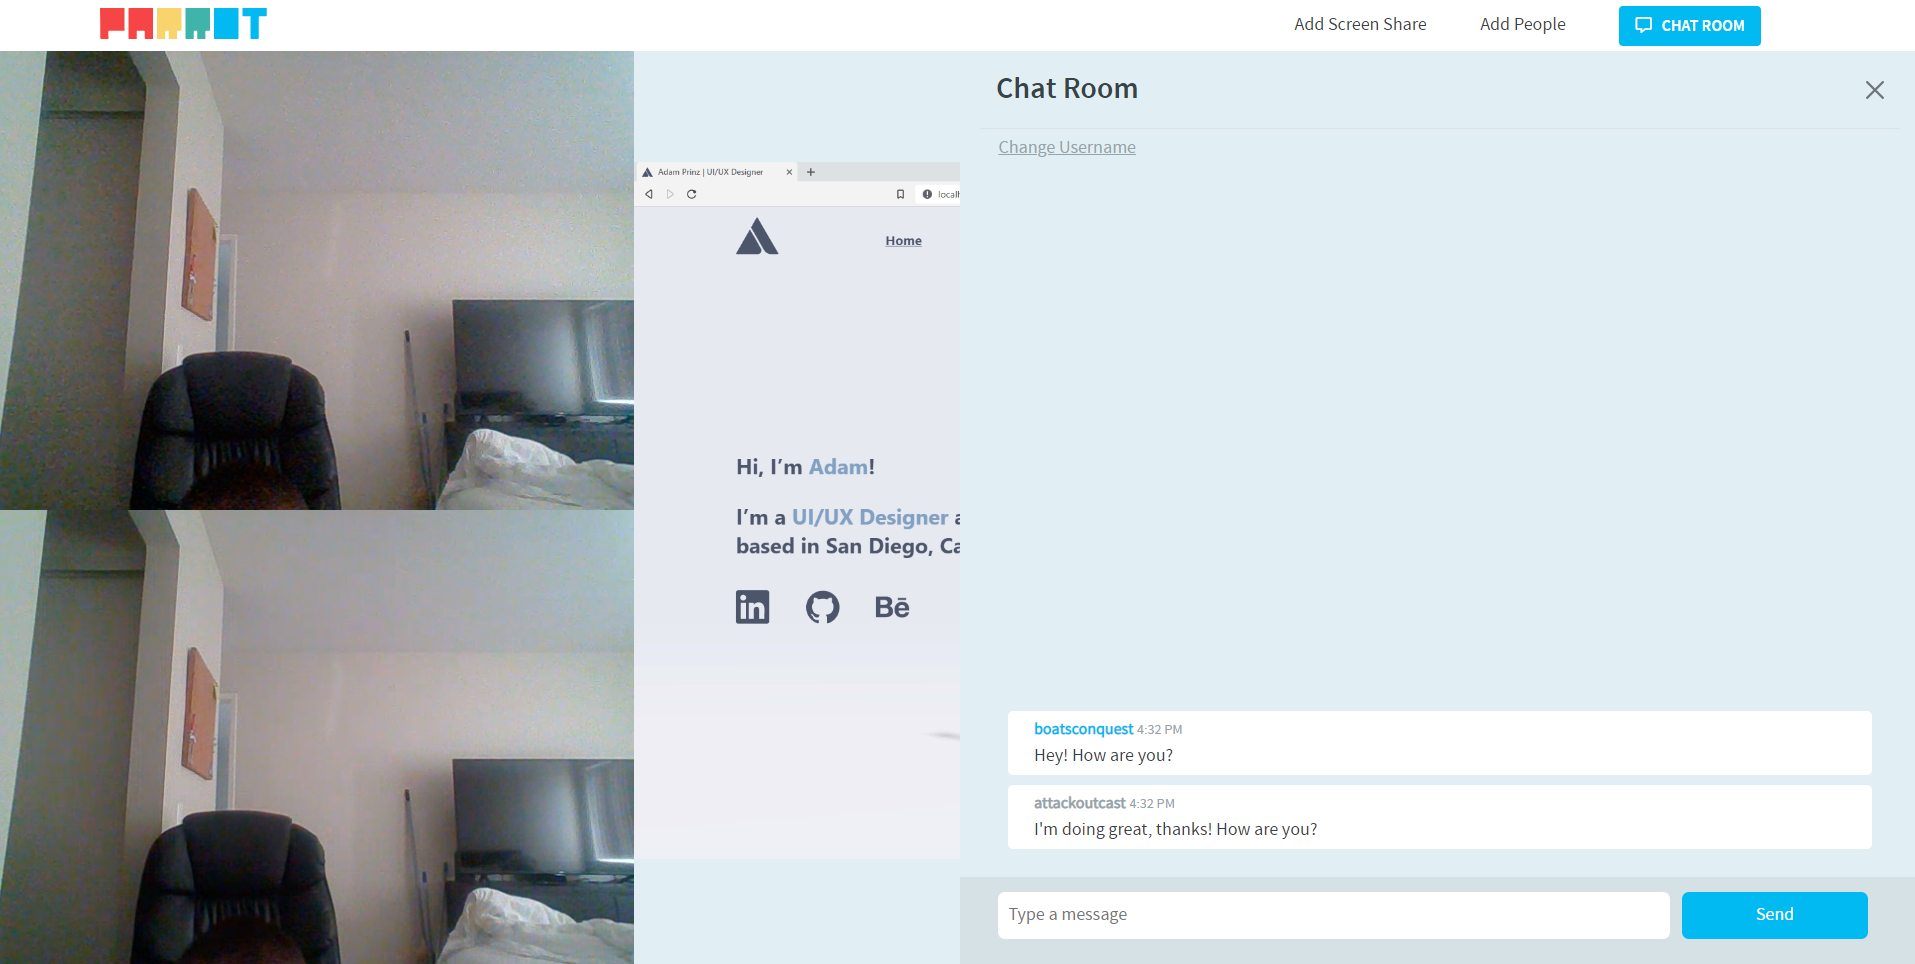 PARROT
Add Screen Share
Add People
CHAT ROOM
Adam Prinz | UI/UX Designer
localh
Home
Hi, I'm Adam!
I'm a UI/UX Designer a
based in San Diego, Ca
in
Bē
Chat Room
Change Username
boatsconquest 4:32 PM
Hey! How are you?
attackoutcast 4:32 PM
I'm doing great, thanks! How are you?
Type a message
Send